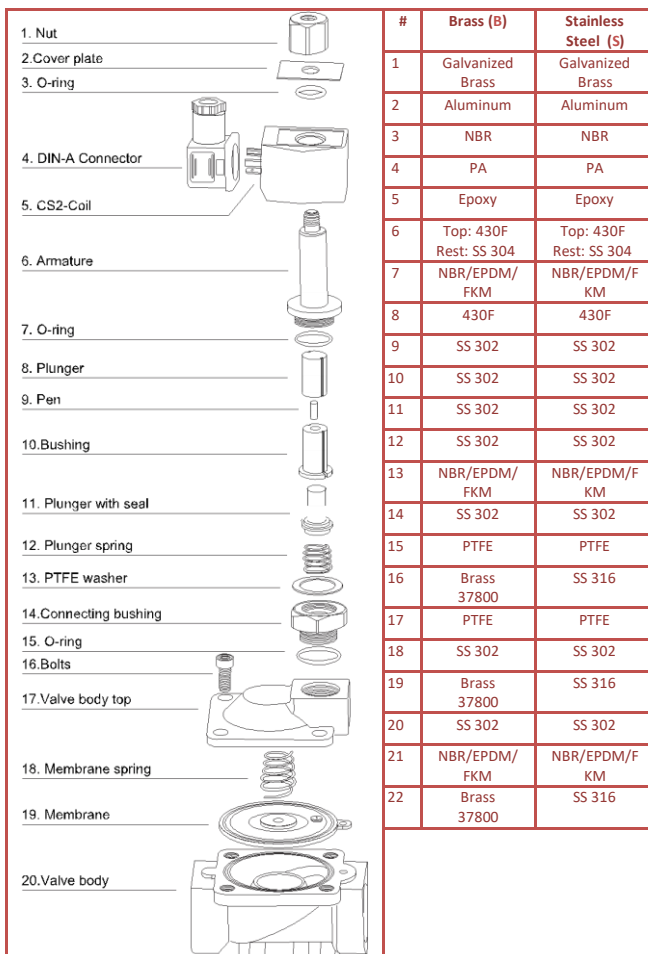 1. Nut
2.Cover plate
3. O-ring
4. DIN-A Connector
5. CS2-Coil
6. Armature
7. O-ring
8. Plunger
9. Pen
10.Bushing
11. Plunger with seal
12. Plunger spring
13. PTFE washer
14.Connecting bushing
15. O-ring
16.Bolts
17.Valve body top
18. Membrane spring
19. Membrane
20.Valve body
# Brass (B) Stainless
Steel (S)
1 Galvanized Galvanized
Brass Brass
2 Aluminum Aluminum
3 NBR NBR
4 PA PA
5 Epoxy Epoxy
6 Top: 430F Top: 430F
Rest: SS 304 Rest: SS 304
7 NBR/EPDM/ NBR/EPDM/F
FKM KM
8 430F 430F
9 SS 302 SS 302
10 SS 302 SS 302
11 SS 302 SS 302
12 SS 302 SS 302
13 NBR/EPDM/ NBR/EPDM/F
FKM KM
14 SS 302 SS 302
15 PTFE PTFE
16 Brass SS 316
37800
17 PTFE PTFE
18 SS 302 SS 302
19 Brass SS 316
37800
20 SS 302 SS 302
21 NBR/EPDM/ NBR/EPDM/F
FKM KM
22 Brass SS 316
37800